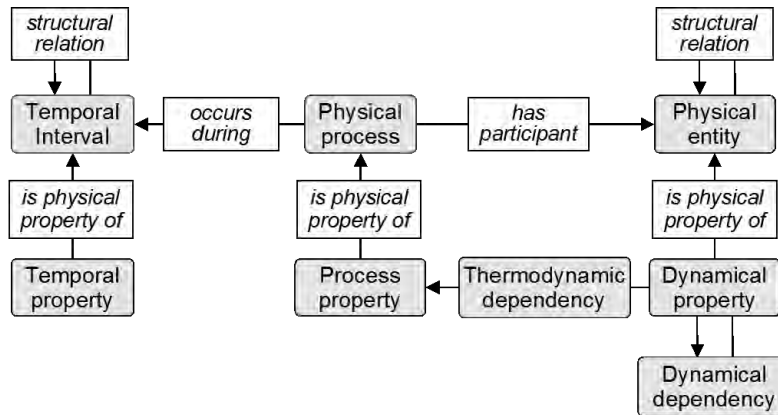 structural
relation
structural
relation
Temporal
Interval
occurs
during
Physical
process
has
participant
Physical
entity
is physical
property of
is physical
property of
is physical
property of
Temporal
property
Process
property
Thermodynamic
dependency
Dynamical
property
Dynamical
dependency